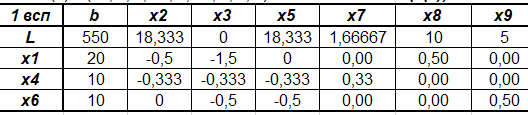 1 всп b x2 x3 x5 x7 x8 x9
L 550 18,333 0 18,333 1,66667 10 5
x1 20 -0,5 -1,5 0 0,00 0,50 0,00
x4 10 -0,333 -0,333 -0,333 0,33 0,00 0,00
x6 10 0 -0,5 -0,5 0,00 0,00 0,50